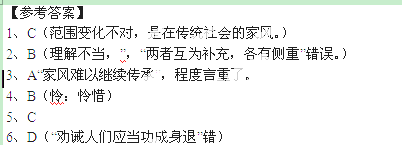 【参考答案】
1、C（范围变化不对，是在传统社会的家风。）
2、B（理解不当，”，“两者互为补充，各有侧重”错误。）
3、A“家风难以继续传承”，程度言重了。
4、B（怜：怜惜）
5、C
6、D（“劝诫人们应当功成身退”错）